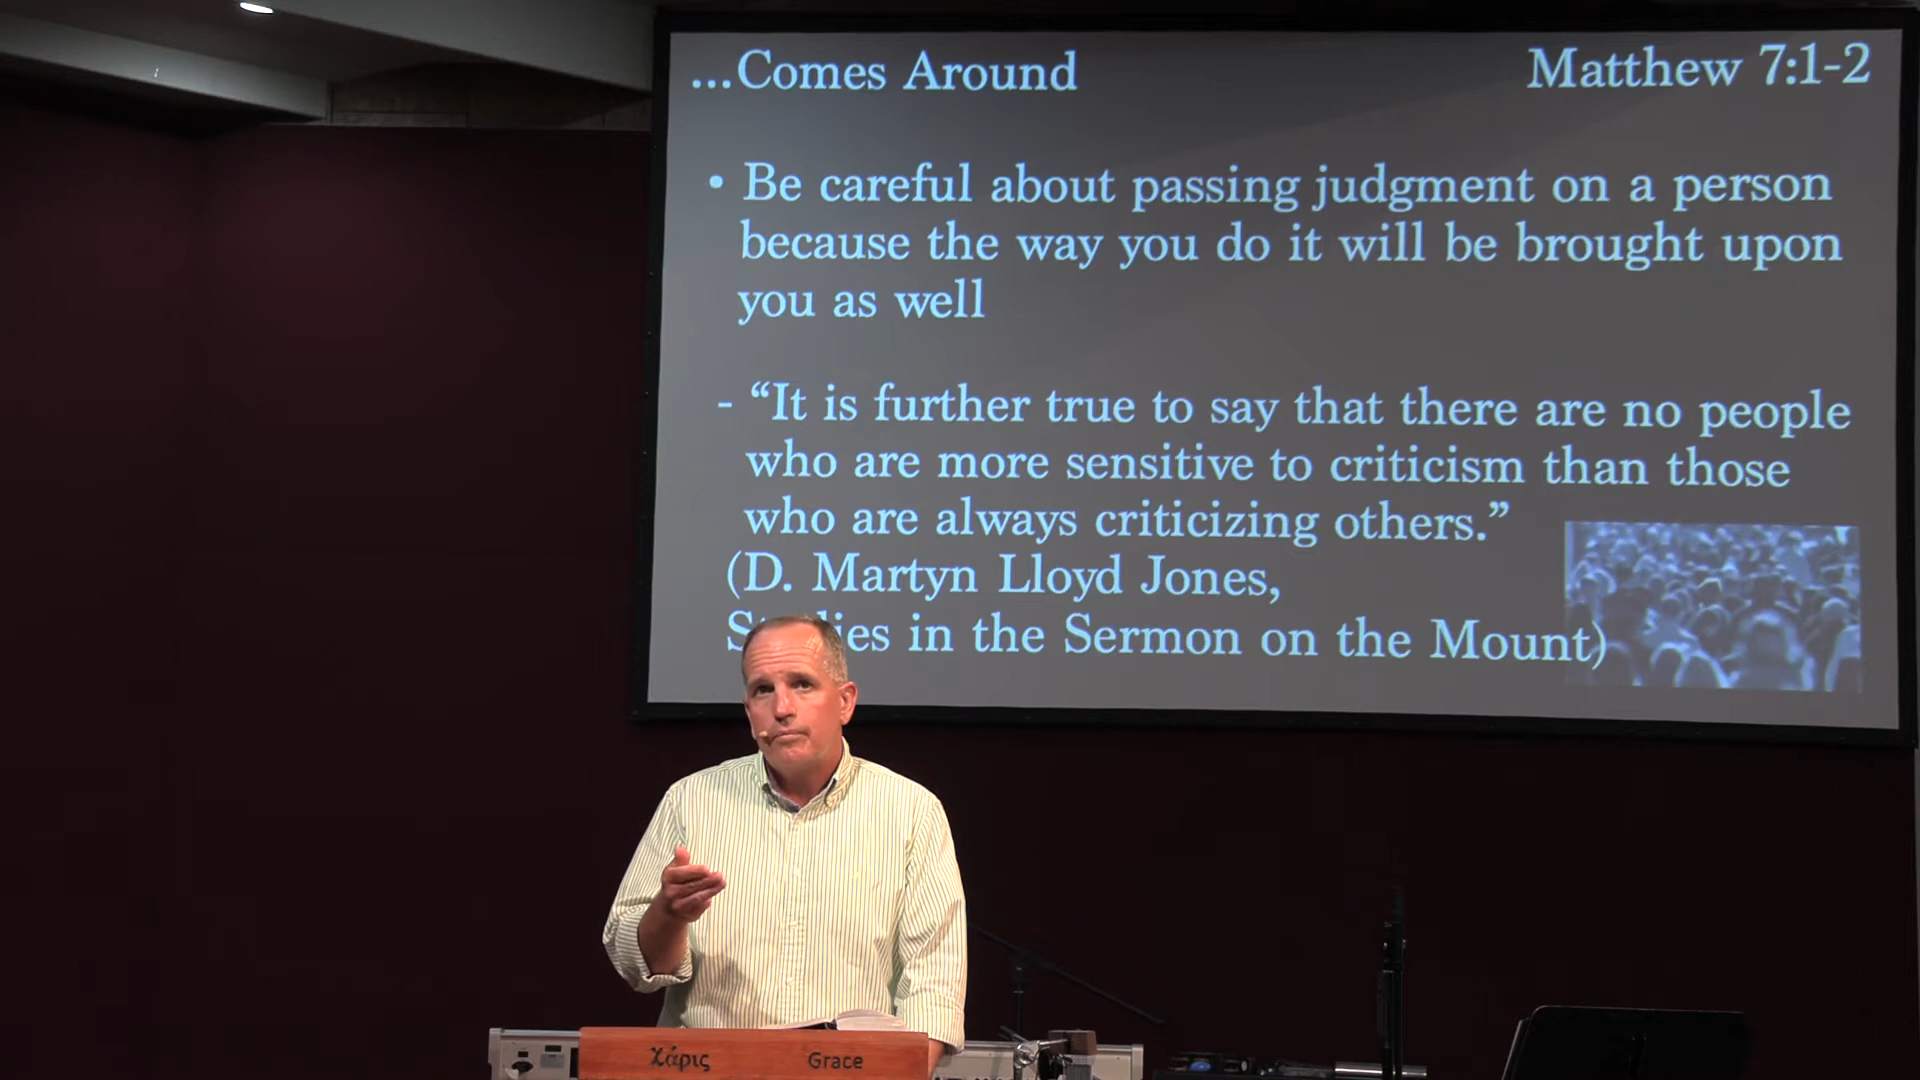 ...Comes Around
Matthew 7:1-2
• Be careful about passing judgment on a person
because the way you do it will be brought upon
you as well
- “It is further true to say that there are no people
who are more sensitive to criticism than those
who are always criticizing others.”
(D. Martyn Lloyd Jones,
in the Sermon on the Mount)
Χάρις
Grace